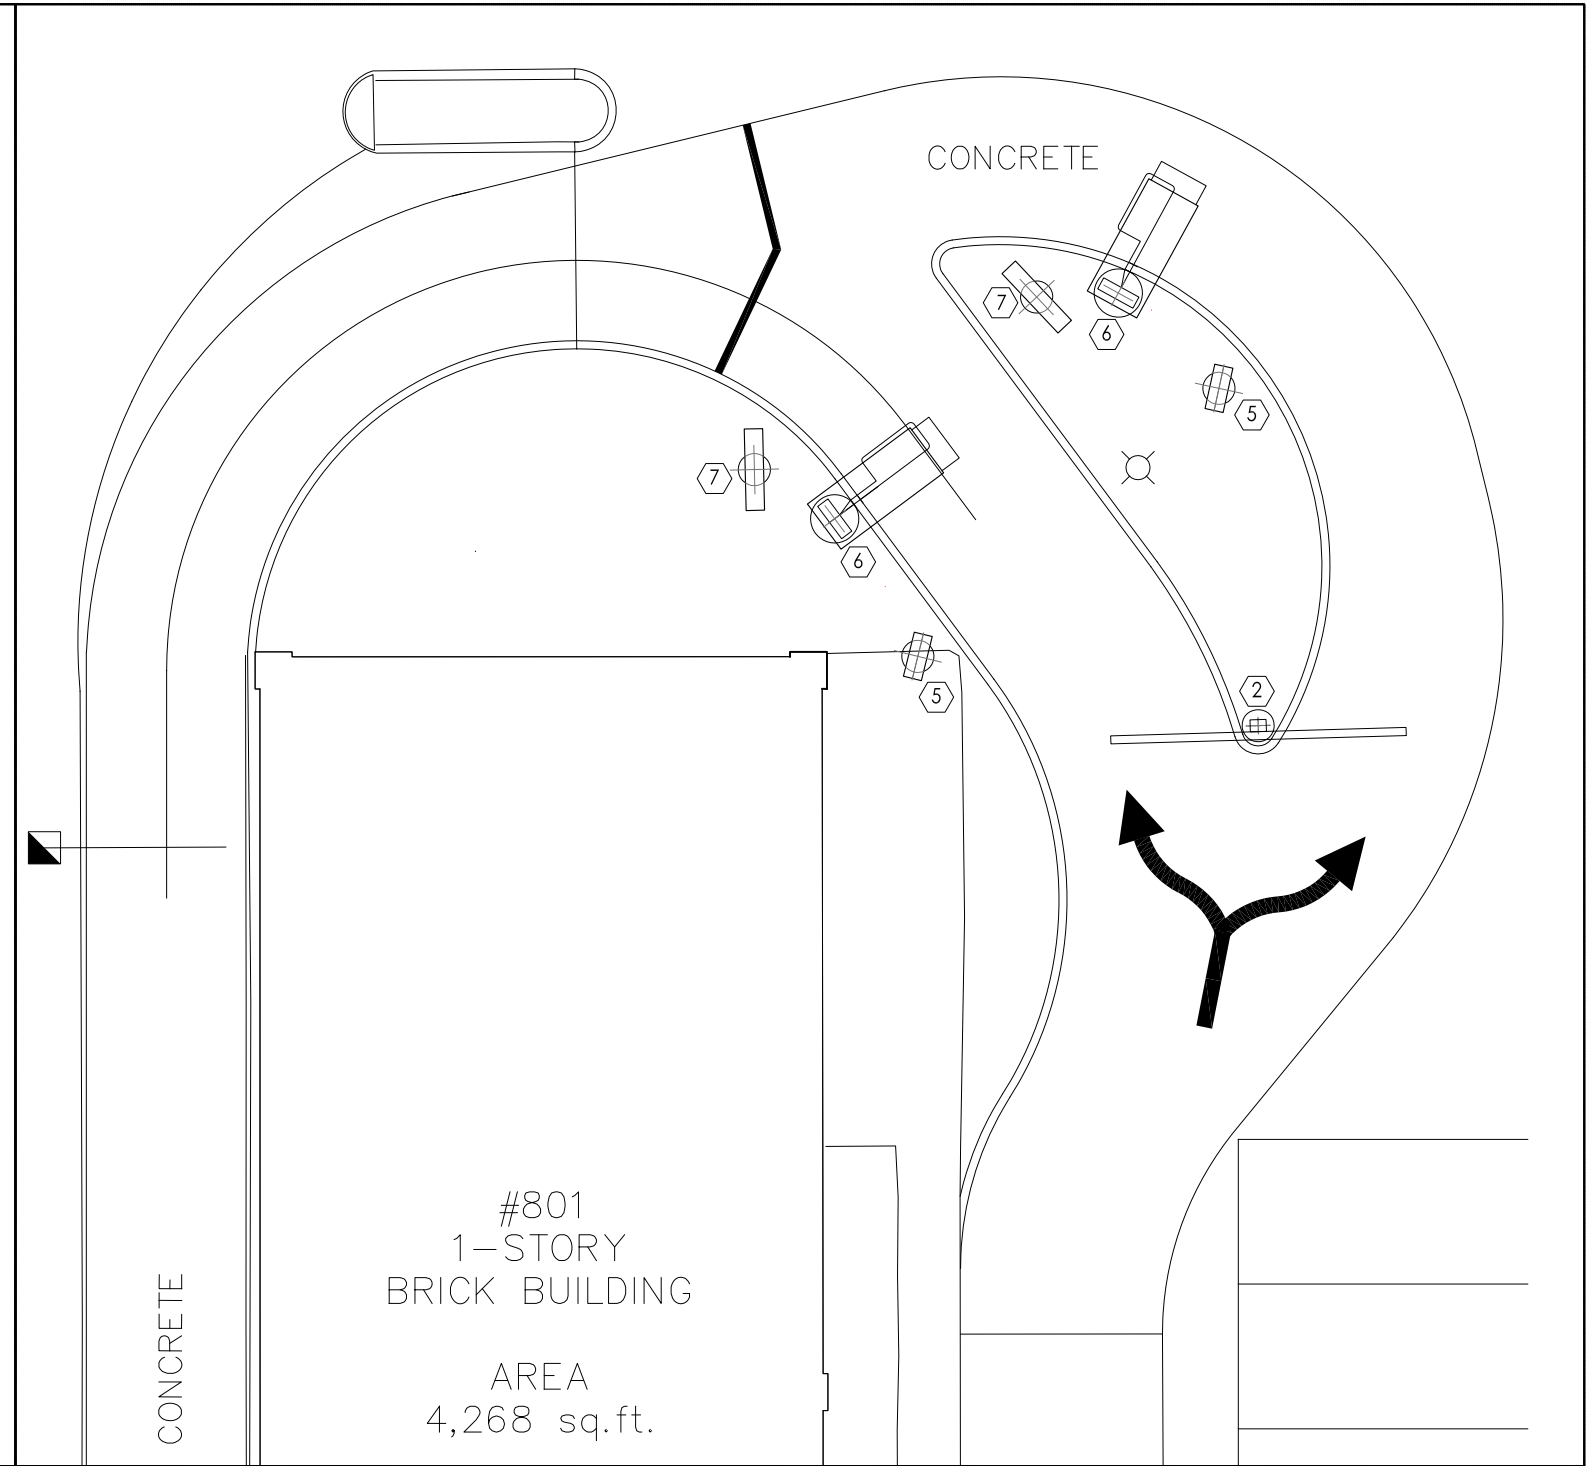 CONCRETE
7
6
5
7
6
5
2
#801
1-STORY
BRICK BUILDING
AREA
4,268 sq.ft.
CONCRETE